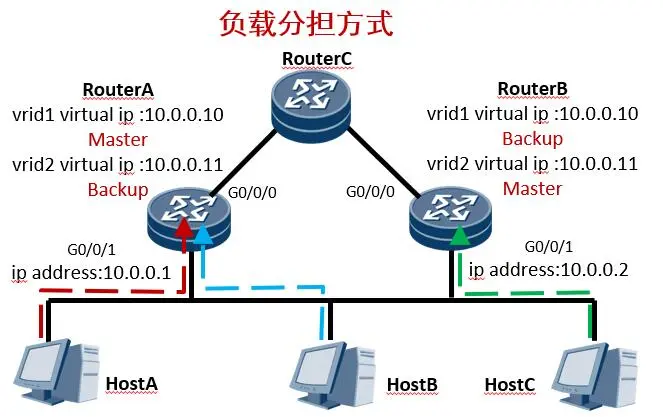 负载分担方式
RouterC
RouterA
vrid1 virtual ip :10.0.0.10
Master
vrid2 virtual ip :10.0.0.11
Backup
RouterB
vrid1 virtual ip :10.0.0.10
Backup
vrid2 virtual ip :10.0.0.11
Master
G0/0/0
G0/0/0
G0/0/1
ip address:10.0.0.1
G0/0/1
ip address:10.0.0.2
HostA
HostB
HostC